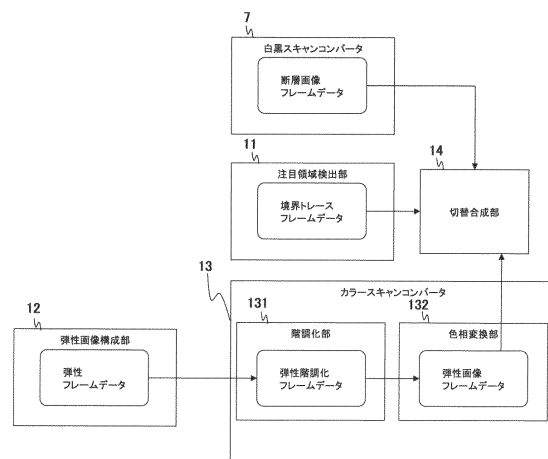 7
白黒スキャンコンバータ
断層画像
フレームデータ
11
注目領域検出部
境界トレース
フレームデータ
14
切替合成部
13
カラースキャンコンバータ
12
弾性画像構成部
弾性
フレームデータ
131
階調化部
弾性階調化
フレームデータ
132
色相変換部
弾性画像
フレームデータ